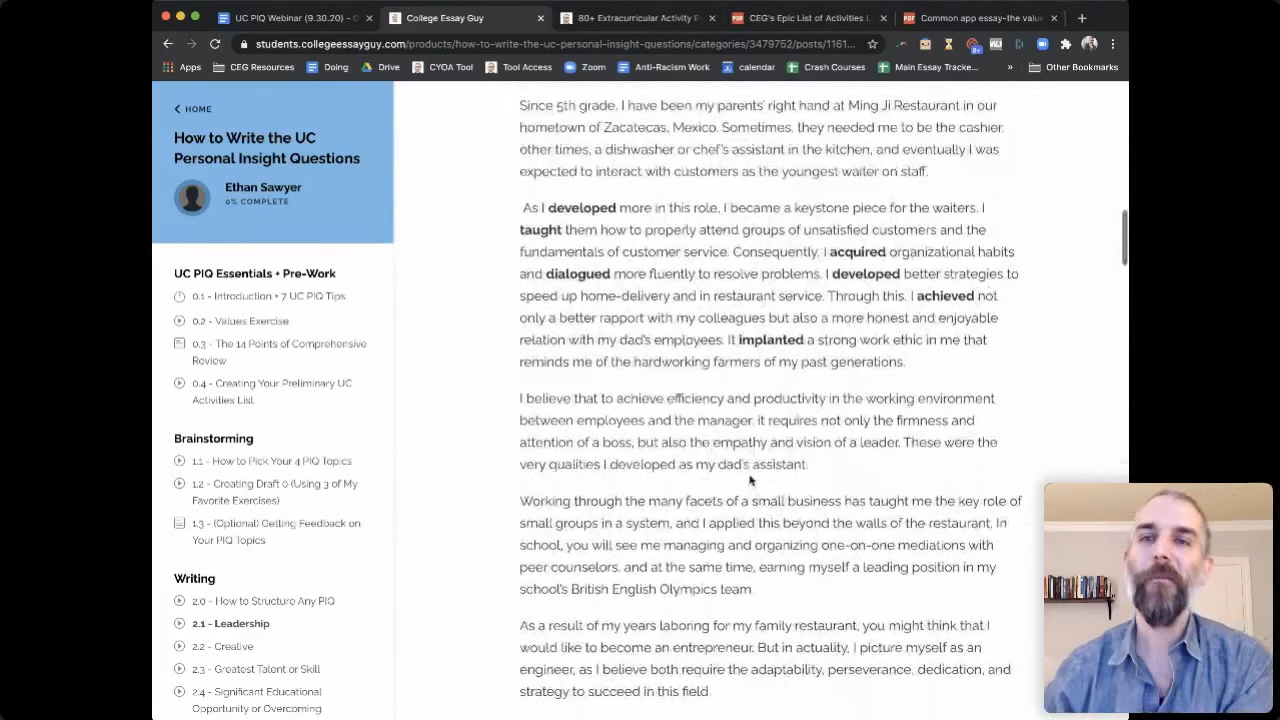 UC PIQ Webinar (9.30.20) - G
College Essay Guy
80+ Extracurricular Activity E
CEG's Epic List of Activities L
Common app essay-the value
students.collegeessayguy.com/products/how-to-write-the-uc-personal-insight-questions/categories/3479752/posts/1161...
Apps
CEG Resources
Doing
Drive
CYOA Tool
Tool Access
Zoom
Anti-Racism Work
calendar
Crash Courses
Main Essay Tracke...
»
Other Bookmarks
HOME
How to Write the UC
Personal Insight Questions
Ethan Sawyer
0% COMPLETE
UC PIQ Essentials + Pre-Work
0.1 - Introduction + 7 UC PIQ Tips
0.2 - Values Exercise
0.3 - The 14 Points of Comprehensive
Review
0.4 - Creating Your Preliminary UC
Activities List
Brainstorming
1.1 - How to Pick Your 4 PIQ Topics
1.2 - Creating Draft 0 (Using 3 of My
Favorite Exercises)
1.3 - (Optional) Getting Feedback on
Your PIQ Topics
Writing
2.0 - How to Structure Any PIQ
2.1 - Leadership
2.2 - Creative
2.3 - Greatest Talent or Skill
2.4 - Significant Educational
Opportunity or Overcoming
Since 5th grade, I have been my parents' right hand at Ming Ji Restaurant in our
hometown of Zacatecas, Mexico. Sometimes, they needed me to be the cashier,
other times, a dishwasher or chef's assistant in the kitchen, and eventually I was
expected to interact with customers as the youngest waiter on staff.
As I developed more in this role, I became a keystone piece for the waiters. I
taught them how to properly attend groups of unsatisfied customers and the
fundamentals of customer service. Consequently, I acquired organizational habits
and dialogued more fluently to resolve problems. I developed better strategies to
speed up home-delivery and in restaurant service. Through this, I achieved not
only a better rapport with my colleagues but also a more honest and enjoyable
relation with my dad's employees. It implanted a strong work ethic in me that
reminds me of the hardworking farmers of my past generations.
I believe that to achieve efficiency and productivity in the working environment
between employees and the manager, it requires not only the firmness and
attention of a boss, but also the empathy and vision of a leader. These were the
very qualities I developed as my dad's assistant.
Working through the many facets of a small business has taught me the key role of
small groups in a system, and I applied this beyond the walls of the restaurant. In
school, you will see me managing and organizing one-on-one mediations with
peer counselors, and at the same time, earning myself a leading position in my
school's British English Olympics team.
As a result of my years laboring for my family restaurant, you might think that I
would like to become an entrepreneur. But in actuality, I picture myself as an
engineer, as I believe both require the adaptability, perseverance, dedication, and
strategy to succeed in this field.